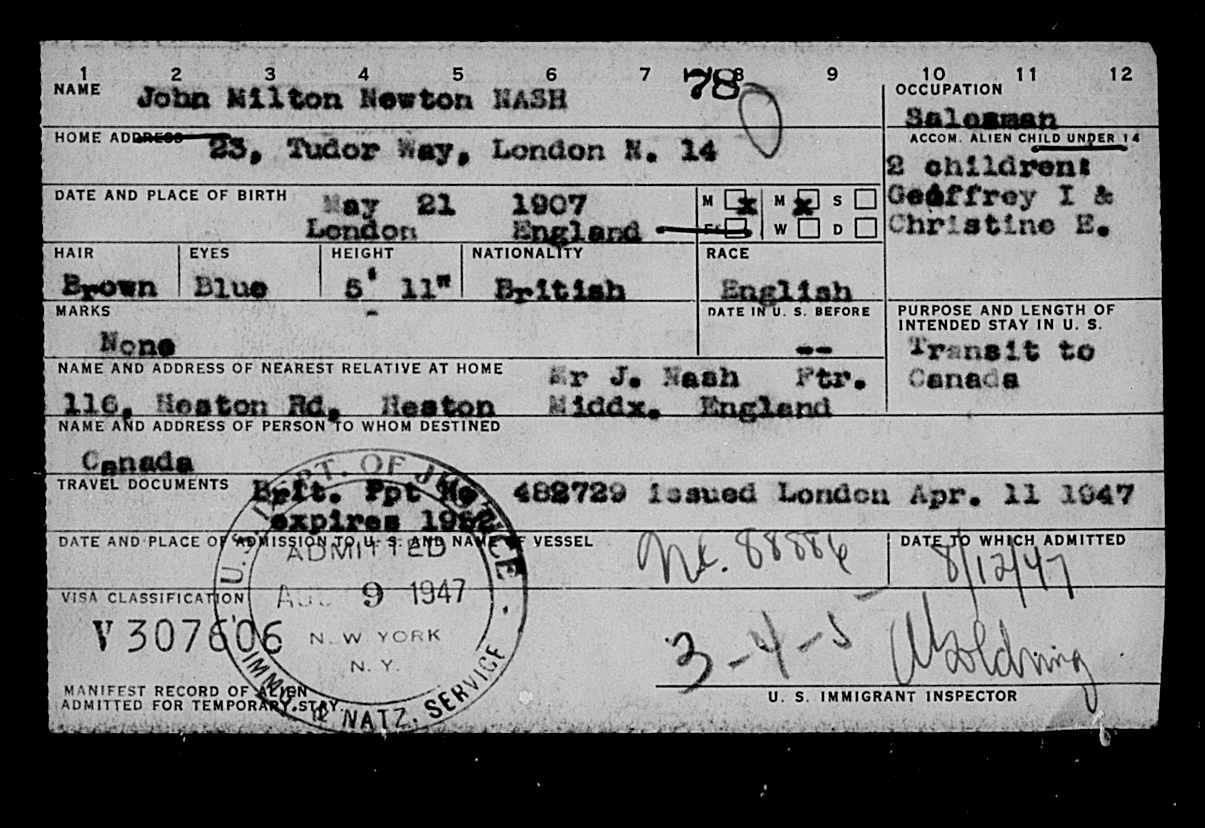 1 2 3 4 5 6 7 8 9 10 11 12
NAME John Milton Newton NASH 78
OCCUPATION
Salesman
HOME ADDRESS 23, Tudor Way, London N. 14
ACCOM. ALIEN CHILD UNDER 14
2 children:
Geoffrey I &
Christine E.
DATE AND PLACE OF BIRTH May 21 1907
London England
M x M x S
F W D
HAIR EYES HEIGHT NATIONALITY RACE
Brown Blue 5' 11" British English
MARKS DATE IN U. S. BEFORE
None --
PURPOSE AND LENGTH OF
INTENDED STAY IN U. S.
Transit to
Canada
NAME AND ADDRESS OF NEAREST RELATIVE AT HOME Mr J. Nash Ftr.
116, Heston Rd, Heston Middx. England
NAME AND ADDRESS OF PERSON TO WHOM DESTINED
Canada
TRAVEL DOCUMENTS Brit. Ppt No 482729 issued London Apr. 11 1947
expires 1952
DATE AND PLACE OF ADMISSION TO U. S. AND NAME OF VESSEL
88886
DATE TO WHICH ADMITTED
8/12/47
U. S. DEPT. OF JUSTICE
ADMITTED
AUG 9 1947
NEW YORK
N. Y.
IMM. & NATZ. SERVICE
VISA CLASSIFICATION
V307606
3-4-5
U. S. IMMIGRANT INSPECTOR
MANIFEST RECORD OF ALIEN
ADMITTED FOR TEMPORARY STAY.